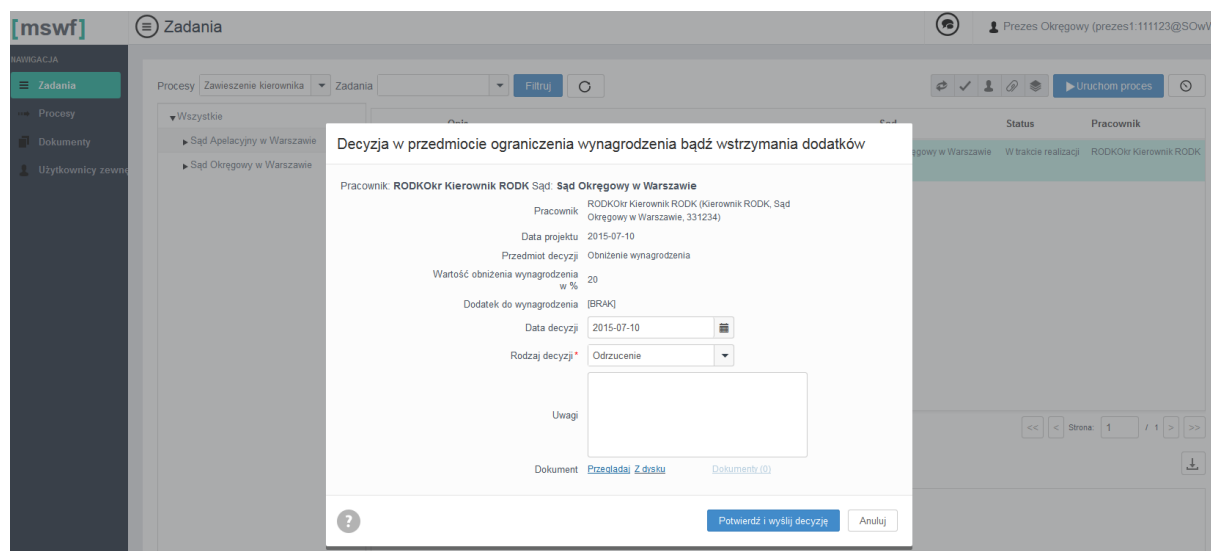 [mswf]
Zadania
Prezes Okręgowy (prezes1:111123@SOwW
NAWIGACJA
Zadania
Procesy
Dokumenty
Użytkownicy zewnę
Procesy Zawieszenie kierownika Zadania Filtruj Uruchom proces
Wszystkie
Sąd Apelacyjny w Warszawie
Sąd Okręgowy w Warszawie
Opis Sąd Status Pracownik
ęgowy w Warszawie W trakcie realizacji RODKOkr Kierownik RODK
Decyzja w przedmiocie ograniczenia wynagrodzenia bądź wstrzymania dodatków
Pracownik: RODKOkr Kierownik RODK Sąd: Sąd Okręgowy w Warszawie
Pracownik RODKOkr Kierownik RODK (Kierownik RODK, Sąd
Okręgowy w Warszawie, 331234)
Data projektu 2015-07-10
Przedmiot decyzji Obniżenie wynagrodzenia
Wartość obniżenia wynagrodzenia
w % 20
Dodatek do wynagrodzenia [BRAK]
Data decyzji 2015-07-10
Rodzaj decyzji * Odrzucenie
Uwagi
Dokument Przeglądaj Z dysku Dokumenty (0)
<< < Strona: 1 / 1 > >>
? Potwierdź i wyślij decyzję Anuluj